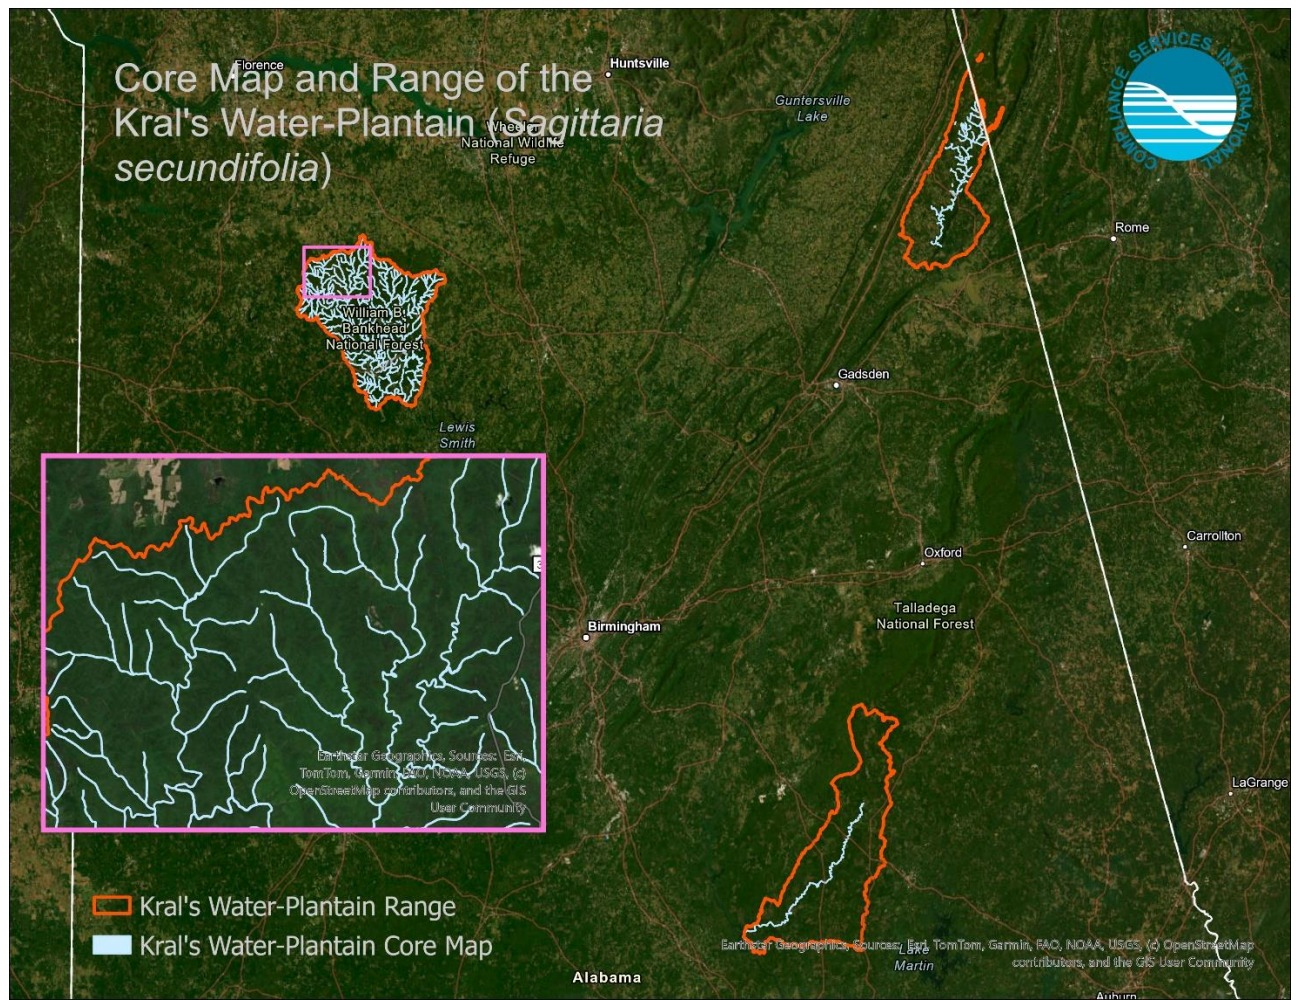 Core Map and Range of the
Kral's Water-Plantain (Sagittaria
secundifolia)
COMPLIANCE SERVICES INTERNATIONAL
Florence
Huntsville
Wheeler
National Wildlife
Refuge
Guntersville
Lake
Rome
William B
Bankhead
National Forest
Gadsden
Lewis
Smith
Carrollton
Oxford
Talladega
National Forest
Birmingham
Earthstar Geographics, Sources: Esri,
TomTom, Garmin, FAO, NOAA, USGS, (c)
OpenStreetMap contributors, and the GIS
User Community
LaGrange
Kral's Water-Plantain Range
Kral's Water-Plantain Core Map
Earthstar Geographics, Sources: Esri, TomTom, Garmin, FAO, NOAA, USGS, (c) OpenStreetMap
contributors, and the GIS User Community
Lake
Martin
Alabama
Auburn